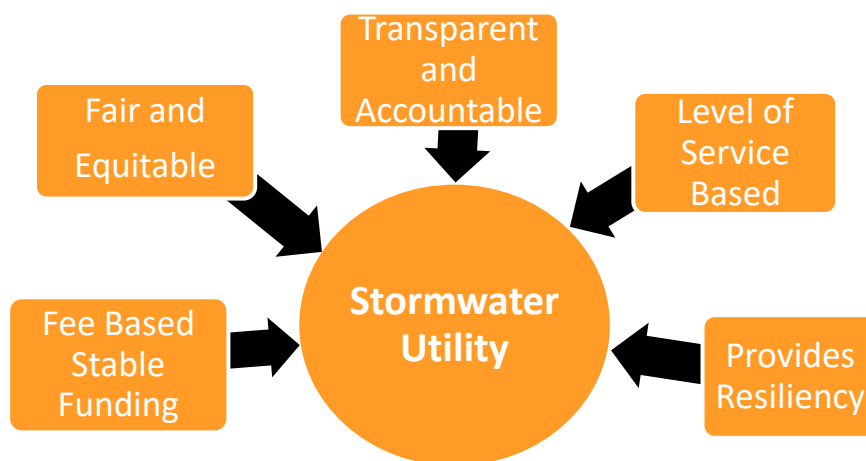 Transparent
and
Accountable
Fair and
Equitable
Level of
Service
Based
Stormwater
Utility
Fee Based
Stable
Funding
Provides
Resiliency